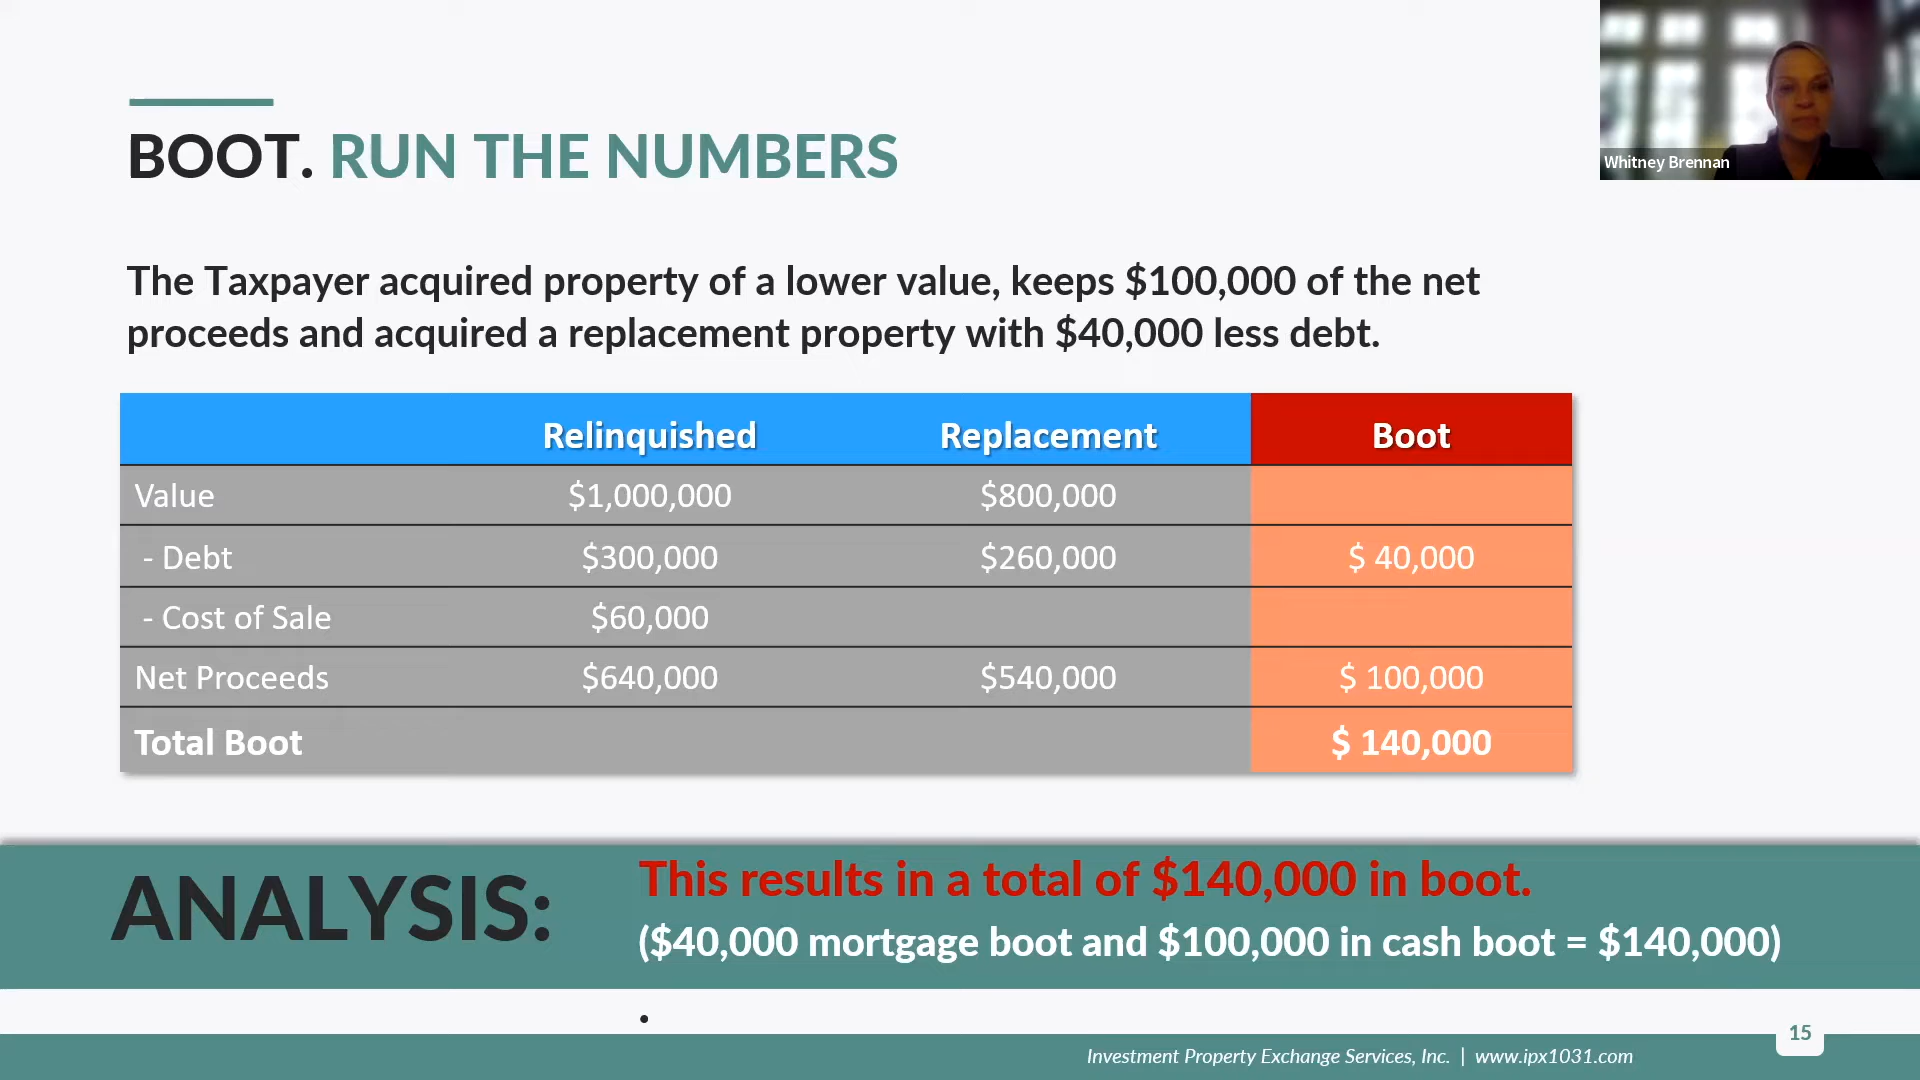 Whitney Brennan
BOOT. RUN THE NUMBERS
The Taxpayer acquired property of a lower value, keeps $100,000 of the net
proceeds and acquired a replacement property with $40,000 less debt.
Relinquished Replacement Boot
Value $1,000,000 $800,000
- Debt $300,000 $260,000 $ 40,000
- Cost of Sale $60,000
Net Proceeds $640,000 $540,000 $ 100,000
Total Boot $ 140,000
ANALYSIS:
This results in a total of $140,000 in boot.
($40,000 mortgage boot and $100,000 in cash boot = $140,000)
•
15
Investment Property Exchange Services, Inc. | www.ipx1031.com